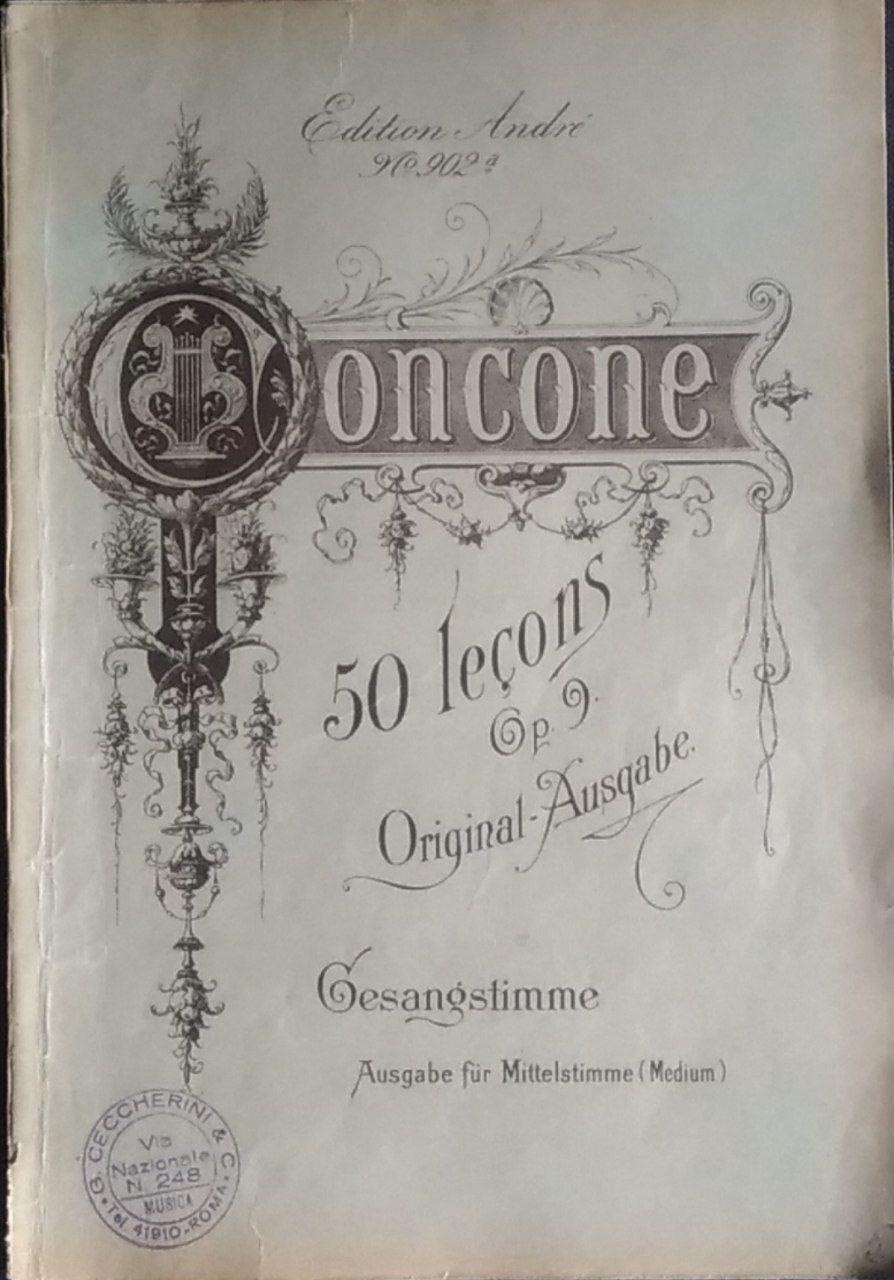 Edition André
No. 902a
Concone
50 leçons
Op. 9.
Original-Ausgabe.
Gesangstimme
Ausgabe für Mittelstimme (Medium)
G. CECCHERINI & C.
Via
Nazionale
N. 248
MUSICA
Tel. 41910-ROMA